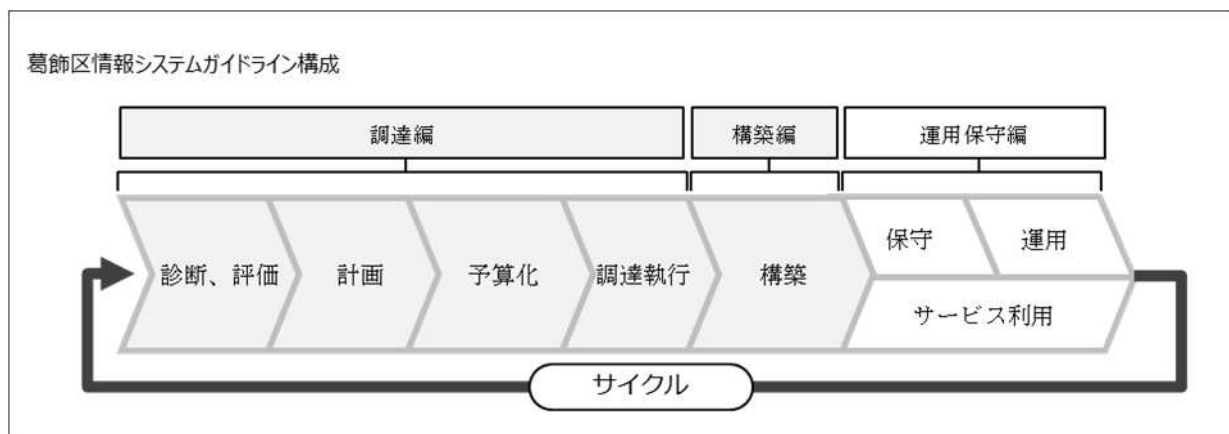 葛飾区情報システムガイドライン構成
調達編
構築編
運用保守編
診断、評価
計画
予算化
調達執行
構築
保守
運用
サービス利用
サイクル